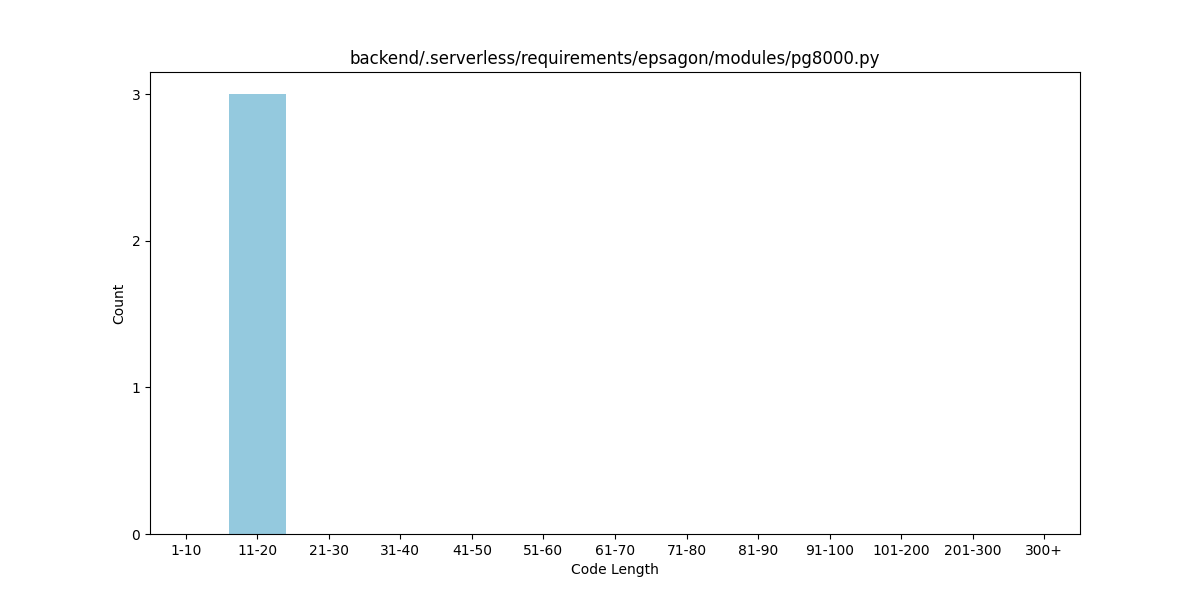 backend/.serverless/requirements/epsagon/modules/pg8000.py
3
2
1
0
Count
1-10 11-20 21-30 31-40 41-50 51-60 61-70 71-80 81-90 91-100 101-200 201-300 300+
Code Length